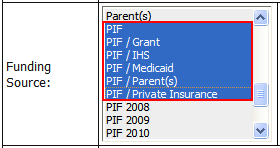 Funding
Source:
Parent(s)
PIF
PIF / Grant
PIF / IHS
PIF / Medicaid
PIF / Parent(s)
PIF / Private Insurance
PIF 2008
PIF 2009
PIF 2010